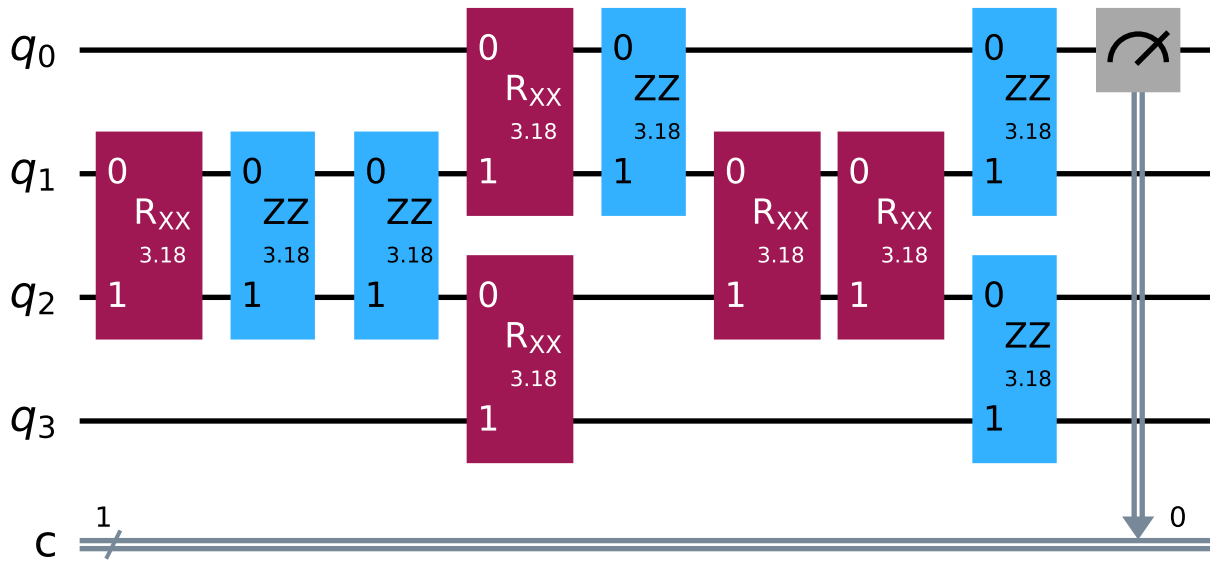 q0 0 0 0
RXX ZZ ZZ
3.18 3.18 3.18
q1 0 0 0 1 1 0 0 1
RXX ZZ ZZ RXX RXX
3.18 3.18 3.18 3.18 3.18
q2 1 1 1 0 1 1 0
RXX ZZ
3.18 3.18
q3 1 1
1 0
c